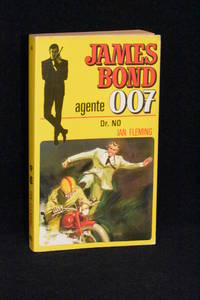 JAMES
BOND
agente 007
Dr. NO
IAN FLEMING